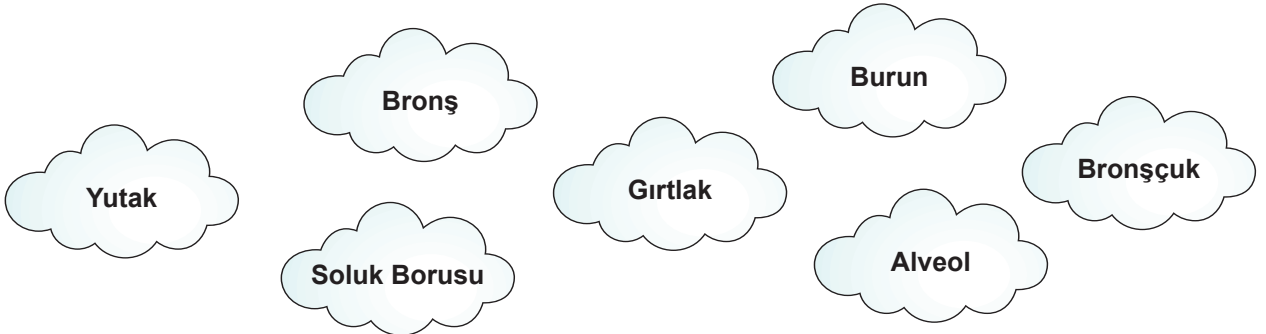 Burun
Bronş
Bronşçuk
Yutak
Gırtlak
Alveol
Soluk Borusu